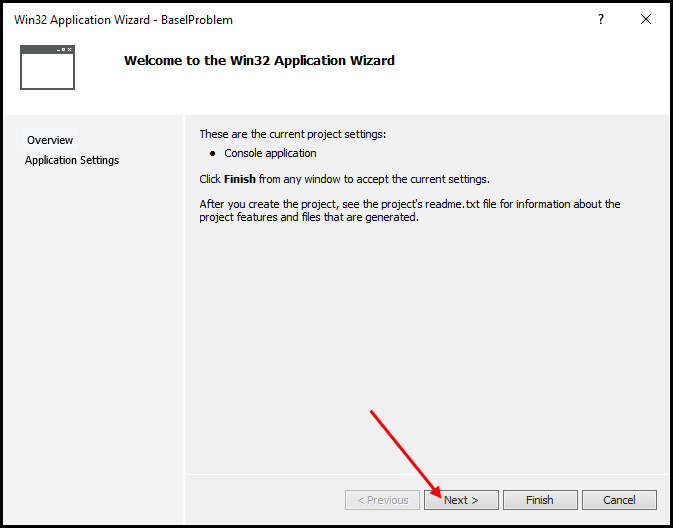 Win32 Application Wizard - BaselProblem
?
Welcome to the Win32 Application Wizard
Overview
Application Settings
These are the current project settings:
• Console application
Click Finish from any window to accept the current settings.
After you create the project, see the project's readme.txt file for information about the
project features and files that are generated.
< Previous
Next >
Finish
Cancel